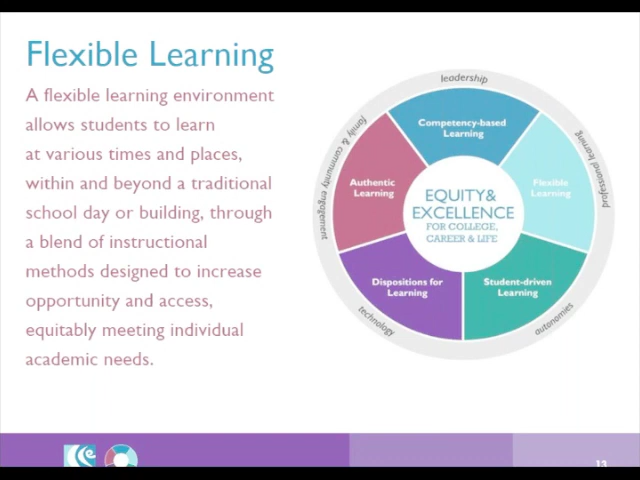 Flexible Learning
A flexible learning environment
allows students to learn
at various times and places,
within and beyond a traditional
school day or building, through
a blend of instructional
methods designed to increase
opportunity and access,
equitably meeting individual
academic needs.
leadership
professional learning
autonomies
technology
family & community engagement
Competency-based
Learning
Flexible
Learning
Student-driven
Learning
Dispositions for
Learning
Authentic
Learning
EQUITY&
EXCELLENCE
FOR COLLEGE,
CAREER & LIFE
13